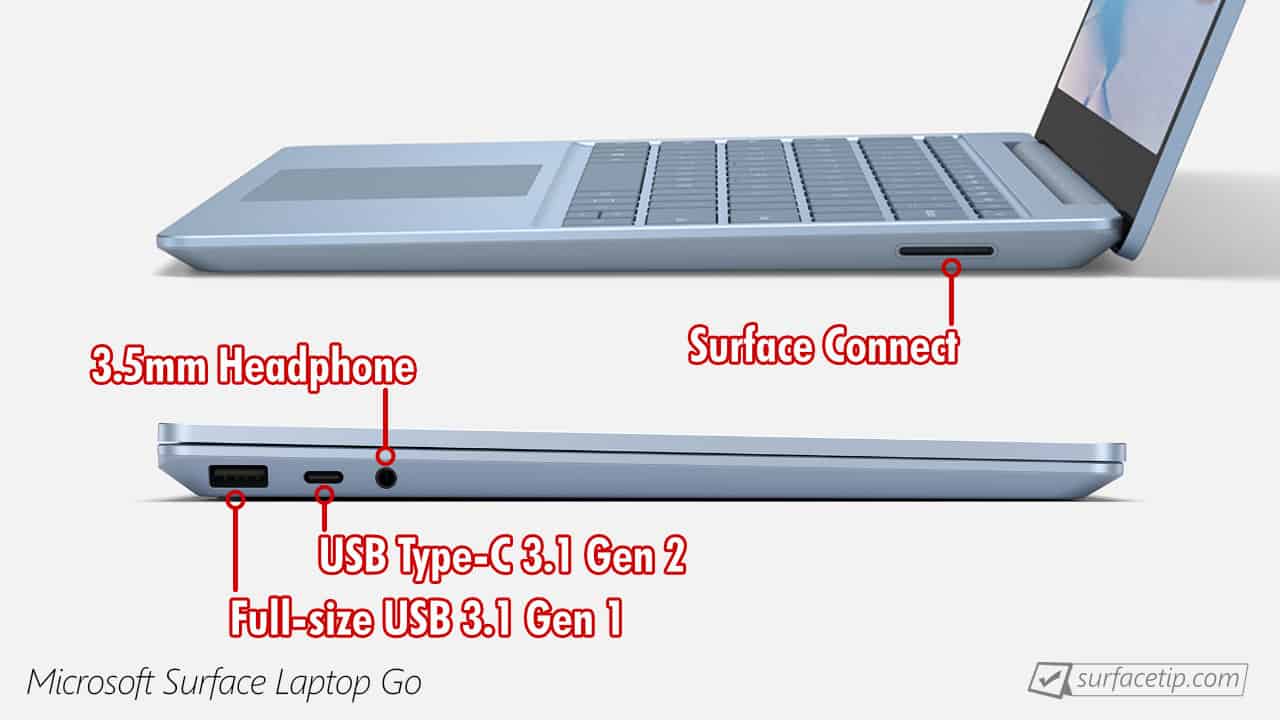 Surface Connect
3.5mm Headphone
USB Type-C 3.1 Gen 2
Full-size USB 3.1 Gen 1
Microsoft Surface Laptop Go
surfacetip.com